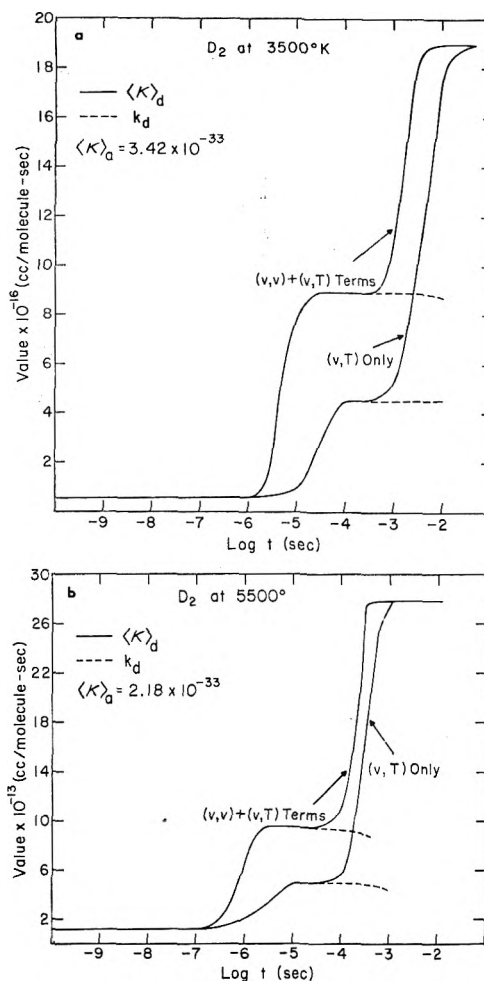 a
D₂ at 3500°K
⟨K⟩d
kd
⟨K⟩a = 3.42 x 10⁻³³
(v,v) + (v,T) Terms
(v,T) Only
Value x 10⁻¹⁶ (cc/molecule-sec)
20
18
16
14
12
10
8
6
4
2
-9
-8
-7
-6
-5
-4
-3
-2
Log t (sec)
b
D₂ at 5500°
⟨K⟩d
kd
⟨K⟩a = 2.18 x 10⁻³³
(v,v) + (v,T) Terms
(v,T) Only
Value x 10⁻¹³ (cc/molecule-sec)
30
26
22
18
14
10
6
2
-9
-8
-7
-6
-5
-4
-3
-2
-1
Log t (sec)